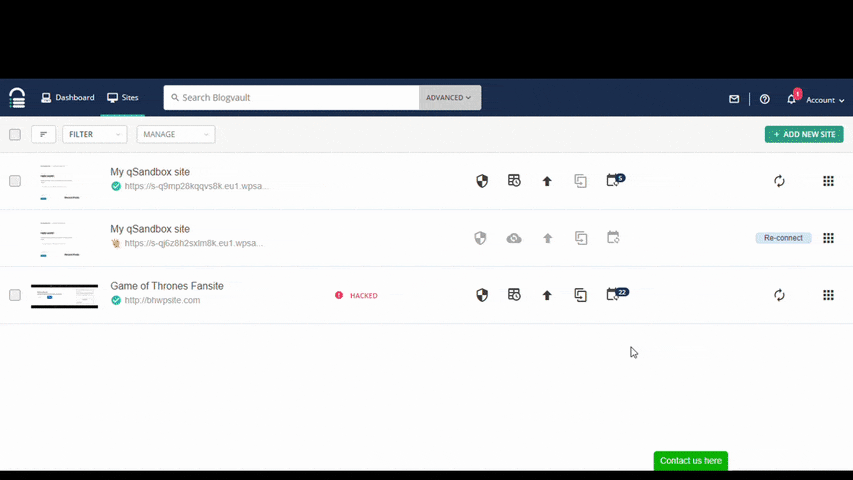 Dashboard Sites Search Blogvault ADVANCED 1 Account
FILTER MANAGE + ADD NEW SITE
My qSandbox site
https://s-q9mp28kqqvs8k.eu1.wpsa... 5
My qSandbox site
https://s-qj6z8h2sxlm8k.eu1.wpsa... Re-connect
Game of Thrones Fansite
http://bhwpsite.com HACKED 22
Contact us here